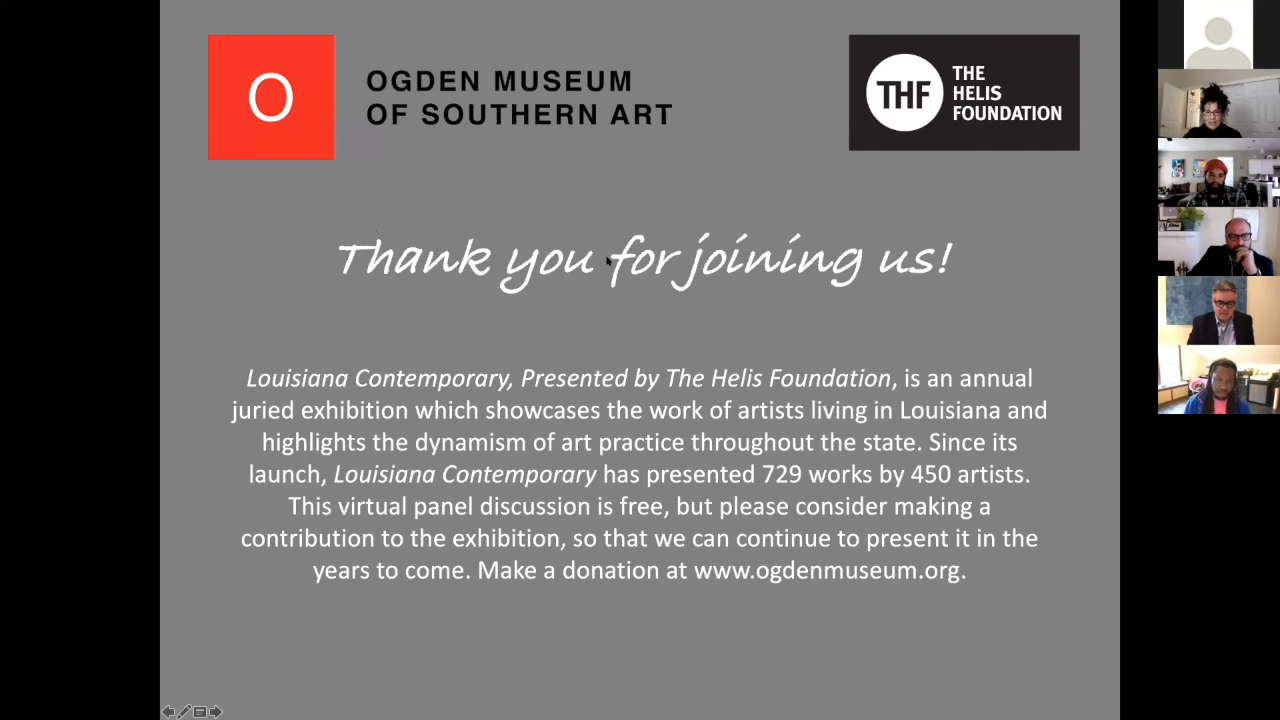 O
OGDEN MUSEUM
OF SOUTHERN ART
THF
THE
HELIS
FOUNDATION
Thank you for joining us!
Louisiana Contemporary, Presented by The Helis Foundation, is an annual
juried exhibition which showcases the work of artists living in Louisiana and
highlights the dynamism of art practice throughout the state. Since its
launch, Louisiana Contemporary has presented 729 works by 450 artists.
This virtual panel discussion is free, but please consider making a
contribution to the exhibition, so that we can continue to present it in the
years to come. Make a donation at www.ogdenmuseum.org.